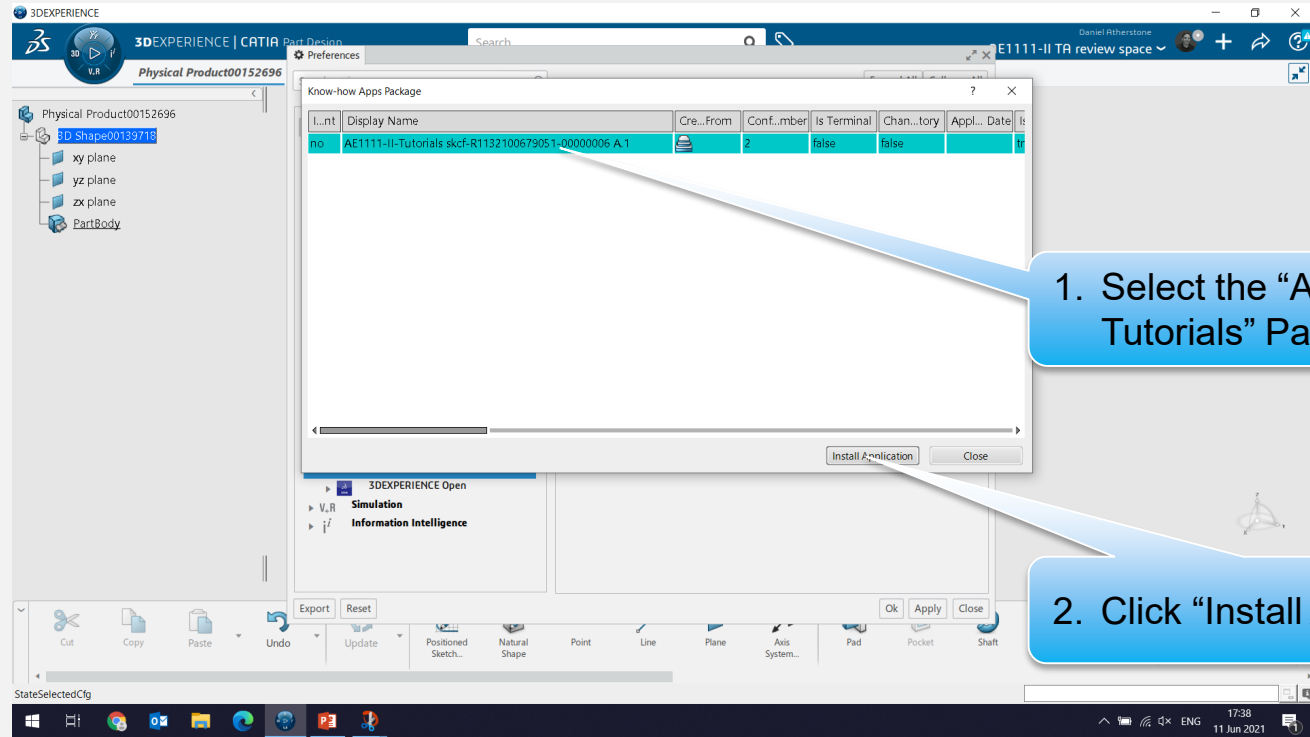 3DEXPERIENCE
3DEXPERIENCE | CATIA Part Design
Search
Daniel Atherstone
E1111-II TA review space
3D
V.R
Physical Product00152696
Preferences
Know-how Apps Package
? ×
I...nt Display Name Cre...From Conf...mber Is Terminal Chan...tory Appl... Date Is
no AE1111-II-Tutorials skcf-R1132100679051-00000006 A.1 2 false false tr
Physical Product00152696
3D Shape00139718
xy plane
yz plane
zx plane
PartBody
1. Select the “A
Tutorials” Pa
Install Application Close
3DEXPERIENCE Open
Simulation
Information Intelligence
Export Reset Ok Apply Close
2. Click “Install
Cut Copy Paste Undo Update Positioned Sketch... Natural Shape Point Line Plane Axis System... Pad Pocket Shaft
StateSelectedCfg
ENG
17:38
11 Jun 2021